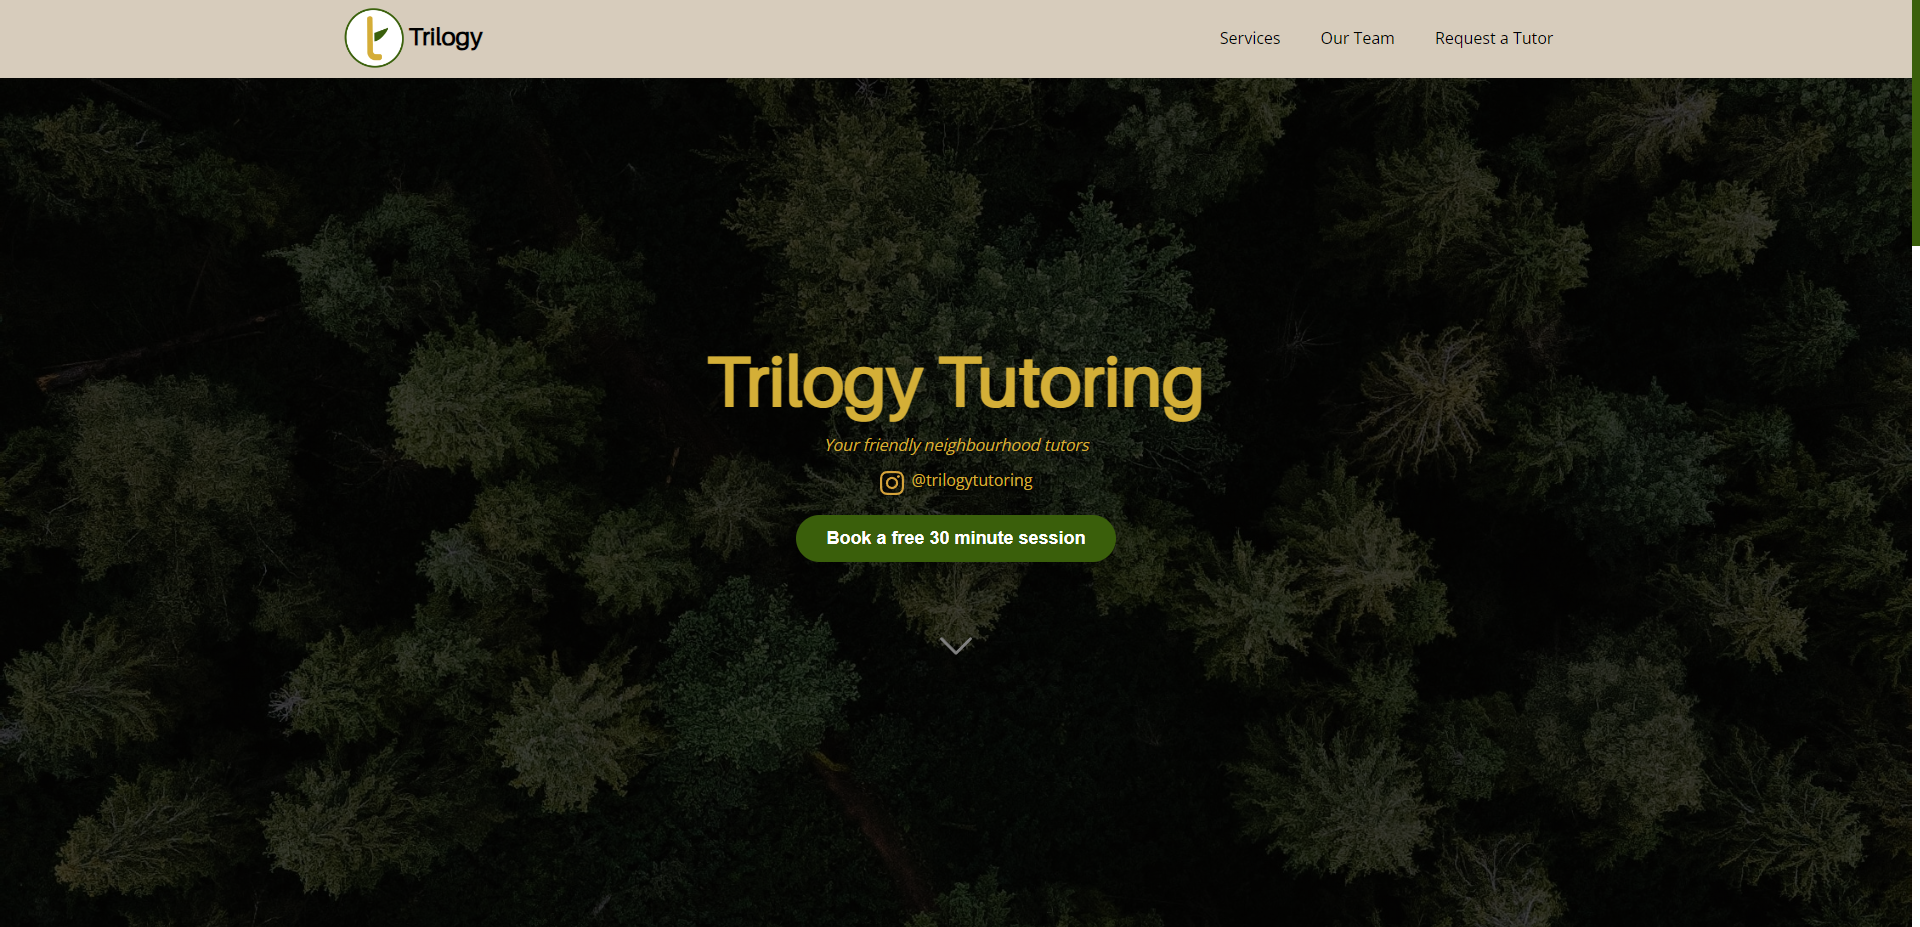 Trilogy
Services
Our Team
Request a Tutor
Trilogy Tutoring
Your friendly neighbourhood tutors
@trilogytutoring
Book a free 30 minute session